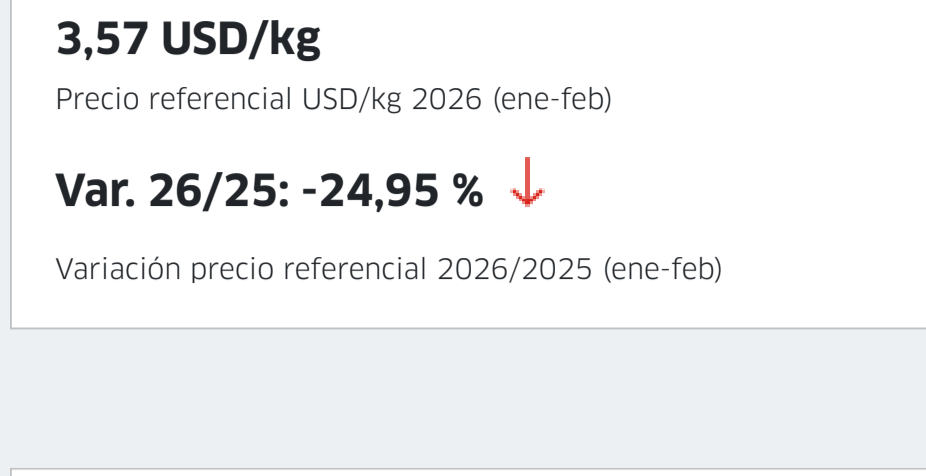 3,57 USD/kg
Precio referencial USD/kg 2026 (ene-feb)
Var. 26/25: -24,95 %
Variación precio referencial 2026/2025 (ene-feb)